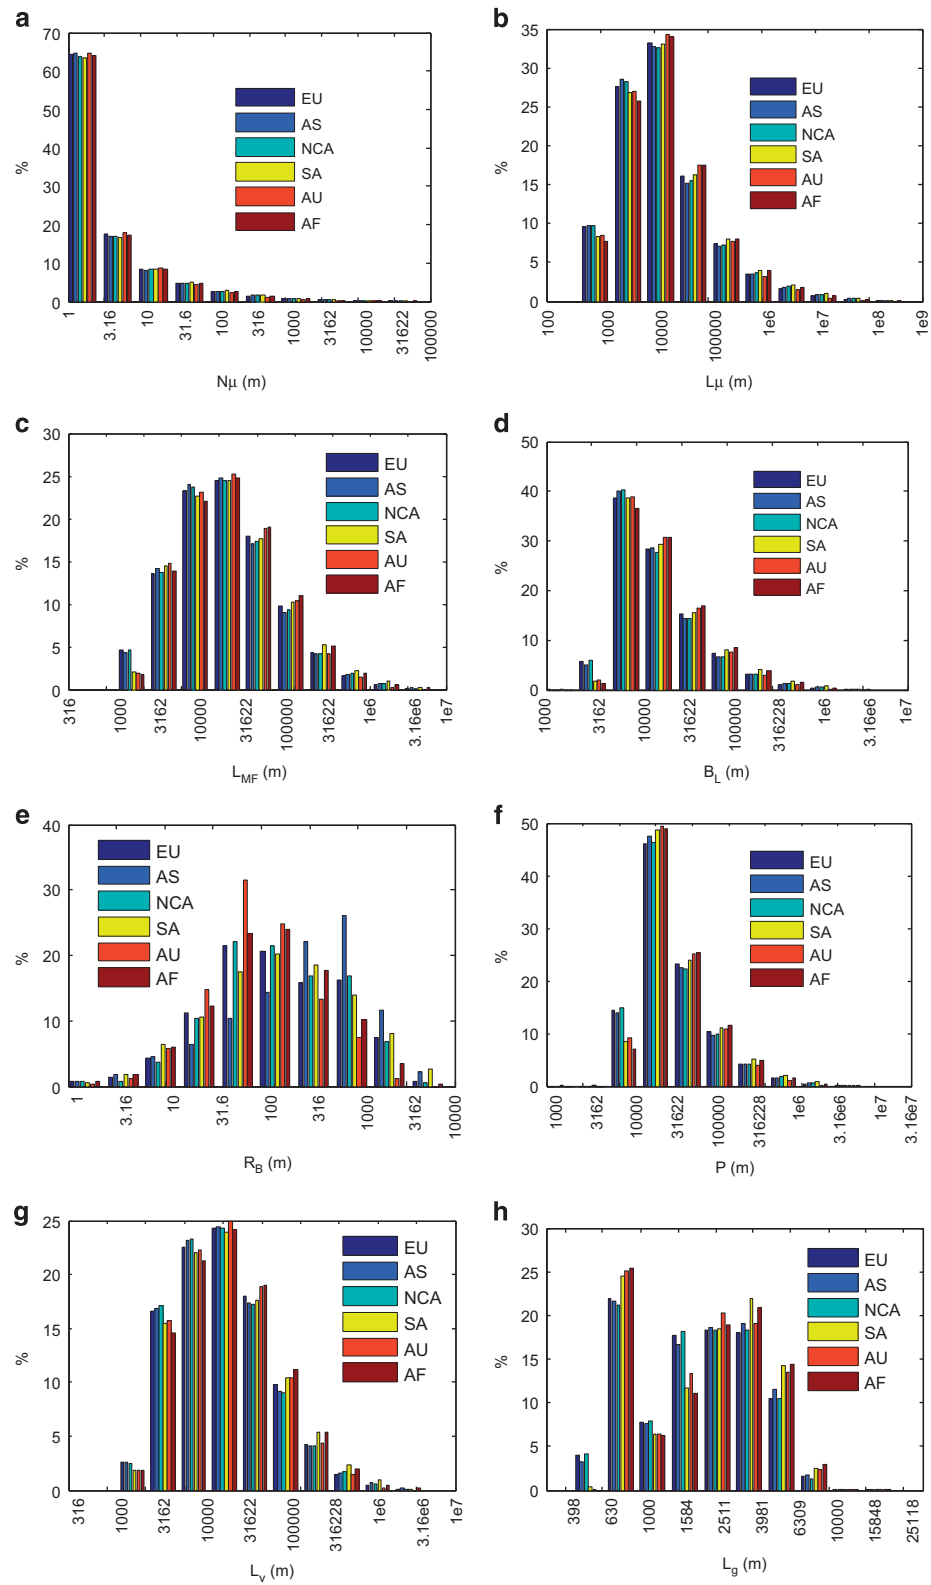 a
70
60
50
40
30
20
10
0
%
EU
AS
NCA
SA
AU
AF
1
3.16
10
31.6
100
316
1000
3162
10000
31622
100000
Nµ (m)
b
35
30
25
20
15
10
5
0
%
EU
AS
NCA
SA
AU
AF
100
1000
10000
100000
1e6
1e7
1e8
1e9
Lµ (m)
c
30
25
20
15
10
5
0
%
EU
AS
NCA
SA
AU
AF
316
1000
3162
10000
31622
100000
31622
1e6
3.16e6
1e7
L_MF (m)
d
50
40
30
20
10
0
%
EU
AS
NCA
SA
AU
AF
1000
3162
10000
31622
100000
316228
1e6
3.16e6
1e7
B_L (m)
e
40
30
20
10
0
%
EU
AS
NCA
SA
AU
AF
1
3.16
10
31.6
100
316
1000
3162
10000
R_B (m)
f
50
40
30
20
10
0
%
EU
AS
NCA
SA
AU
AF
1000
3162
10000
31622
100000
316228
1e6
3.16e6
1e7
3.16e7
P (m)
g
25
20
15
10
5
0
%
EU
AS
NCA
SA
AU
AF
316
1000
3162
10000
31622
100000
316228
1e6
3.16e6
1e7
L_v (m)
h
30
25
20
15
10
5
0
%
EU
AS
NCA
SA
AU
AF
398
630
1000
1584
2511
3981
6309
10000
15848
25118
L_g (m)